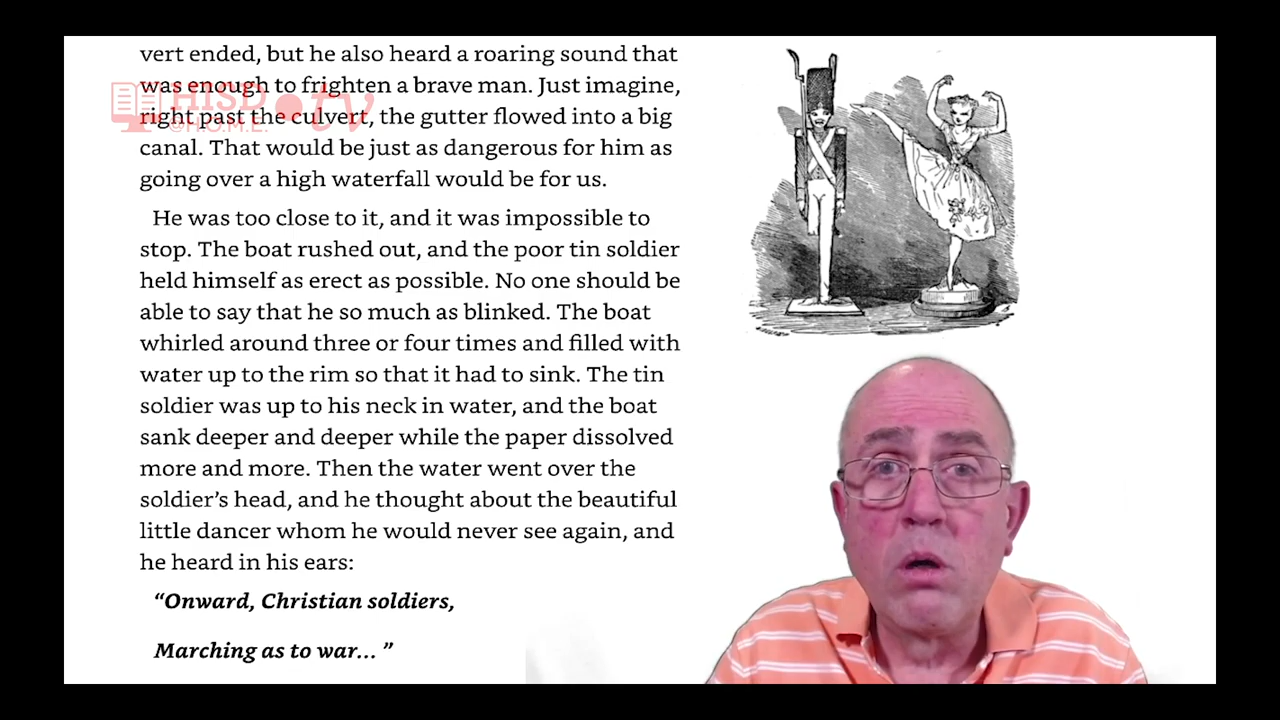 vert ended, but he also heard a roaring sound that
was enough to frighten a brave man. Just imagine,
right past the culvert, the gutter flowed into a big
canal. That would be just as dangerous for him as
going over a high waterfall would be for us.
He was too close to it, and it was impossible to
stop. The boat rushed out, and the poor tin soldier
held himself as erect as possible. No one should be
able to say that he so much as blinked. The boat
whirled around three or four times and filled with
water up to the rim so that it had to sink. The tin
soldier was up to his neck in water, and the boat
sank deeper and deeper while the paper dissolved
more and more. Then the water went over the
soldier’s head, and he thought about the beautiful
little dancer whom he would never see again, and
he heard in his ears:
“Onward, Christian soldiers,
Marching as to war... ”
HISD
@H.O.M.E.
tv